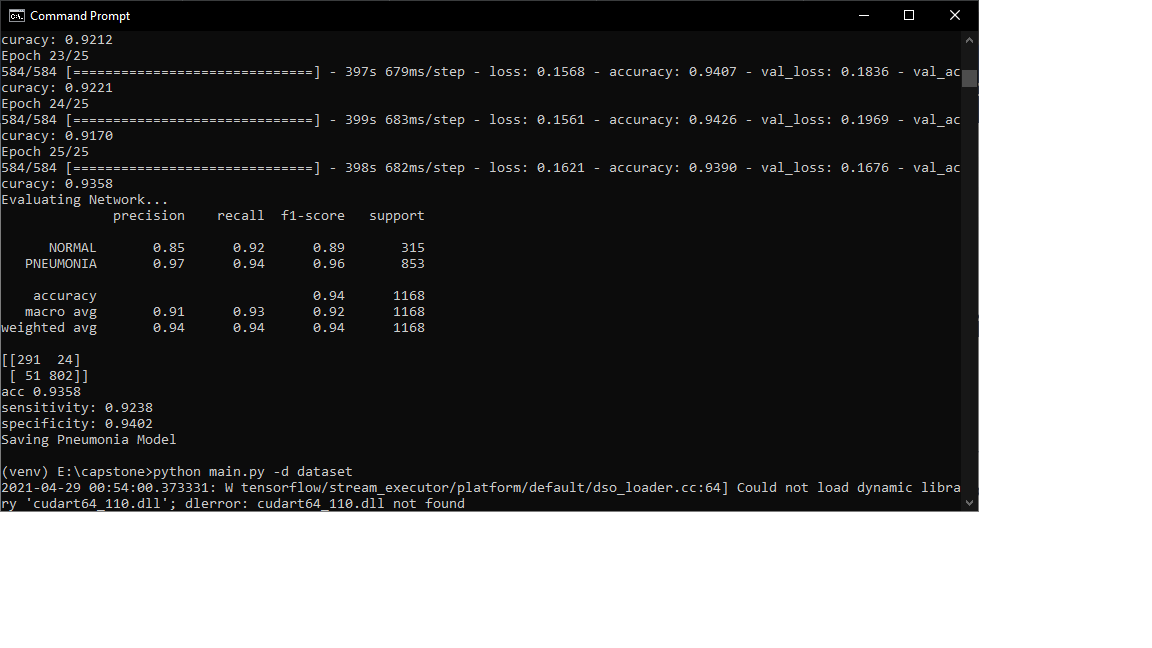 Command Prompt
curacy: 0.9212
Epoch 23/25
584/584 [==============================] - 397s 679ms/step - loss: 0.1568 - accuracy: 0.9407 - val_loss: 0.1836 - val_ac
curacy: 0.9221
Epoch 24/25
584/584 [==============================] - 399s 683ms/step - loss: 0.1561 - accuracy: 0.9426 - val_loss: 0.1969 - val_ac
curacy: 0.9170
Epoch 25/25
584/584 [==============================] - 398s 682ms/step - loss: 0.1621 - accuracy: 0.9390 - val_loss: 0.1676 - val_ac
curacy: 0.9358
Evaluating Network...
              precision    recall  f1-score   support

      NORMAL       0.85      0.92      0.89       315
   PNEUMONIA       0.97      0.94      0.96       853

    accuracy                           0.94      1168
   macro avg       0.91      0.93      0.92      1168
weighted avg       0.94      0.94      0.94      1168

[[291  24]
 [ 51 802]]
acc 0.9358
sensitivity: 0.9238
specificity: 0.9402
Saving Pneumonia Model

(venv) E:\capstone>python main.py -d dataset
2021-04-29 00:54:00.373331: W tensorflow/stream_executor/platform/default/dso_loader.cc:64] Could not load dynamic libra
ry 'cudart64_110.dll'; dlerror: cudart64_110.dll not found